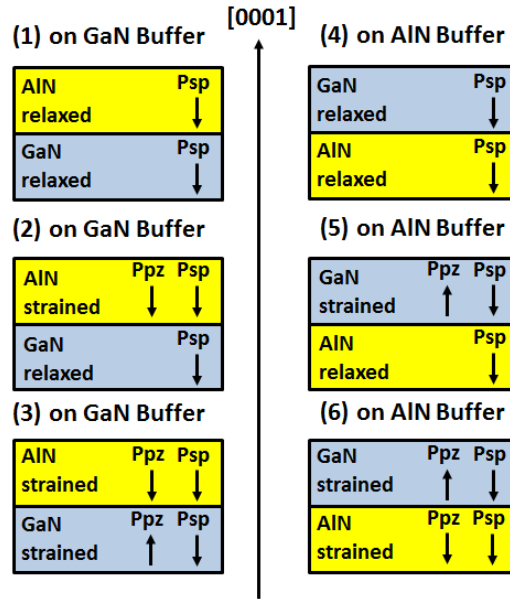 [0001]
(1) on GaN Buffer
AlN Psp
relaxed
GaN Psp
relaxed
(2) on GaN Buffer
AlN Ppz Psp
strained
GaN Psp
relaxed
(3) on GaN Buffer
AlN Ppz Psp
strained
GaN Ppz Psp
strained
(4) on AlN Buffer
GaN Psp
relaxed
AlN Psp
relaxed
(5) on AlN Buffer
GaN Ppz Psp
strained
AlN Psp
relaxed
(6) on AlN Buffer
GaN Ppz Psp
strained
AlN Ppz Psp
strained